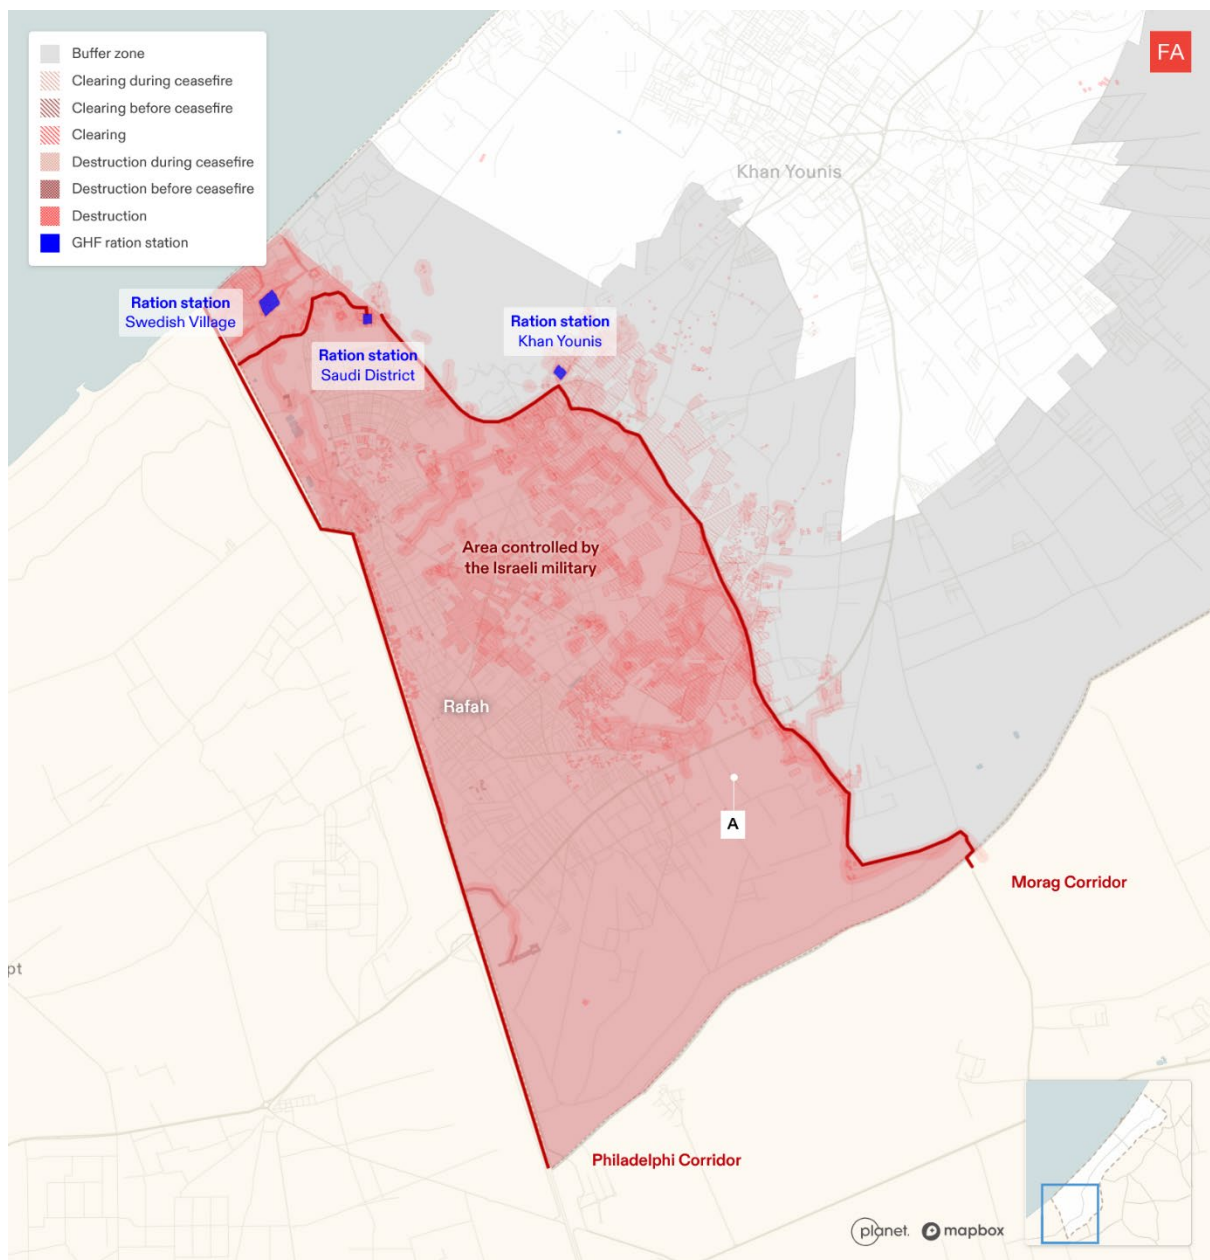 Buffer zone
Clearing during ceasefire
Clearing before ceasefire
Clearing
Destruction during ceasefire
Destruction before ceasefire
Destruction
GHF ration station
FA
Khan Younis
Ration station
Swedish Village
Ration station
Khan Younis
Ration station
Saudi District
Area controlled by
the Israeli military
Rafah
A
Morag Corridor
pt
Philadelphi Corridor
planet.
mapbox